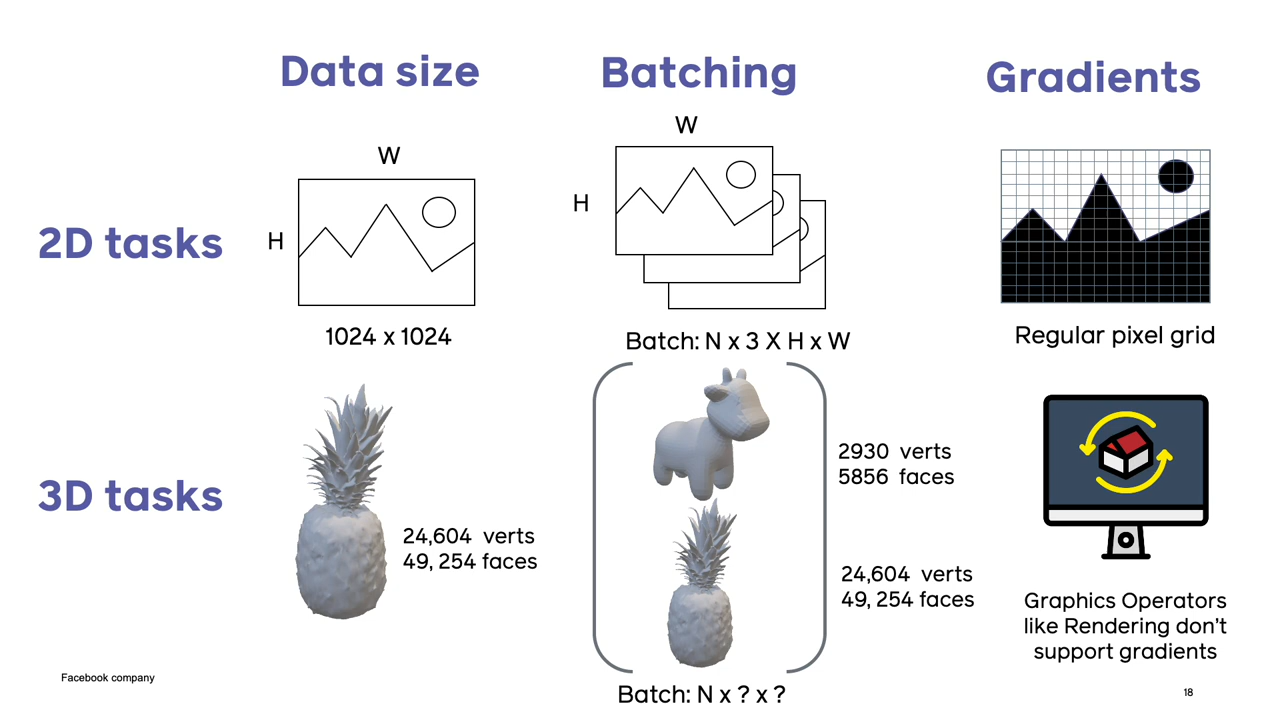 Data size
Batching
Gradients
2D tasks
W
H
1024 x 1024
W
H
Batch: N x 3 X H x W
Regular pixel grid
3D tasks
24,604 verts
49, 254 faces
2930 verts
5856 faces
24,604 verts
49, 254 faces
Batch: N x ? x ?
Graphics Operators
like Rendering don't
support gradients
Facebook company
18